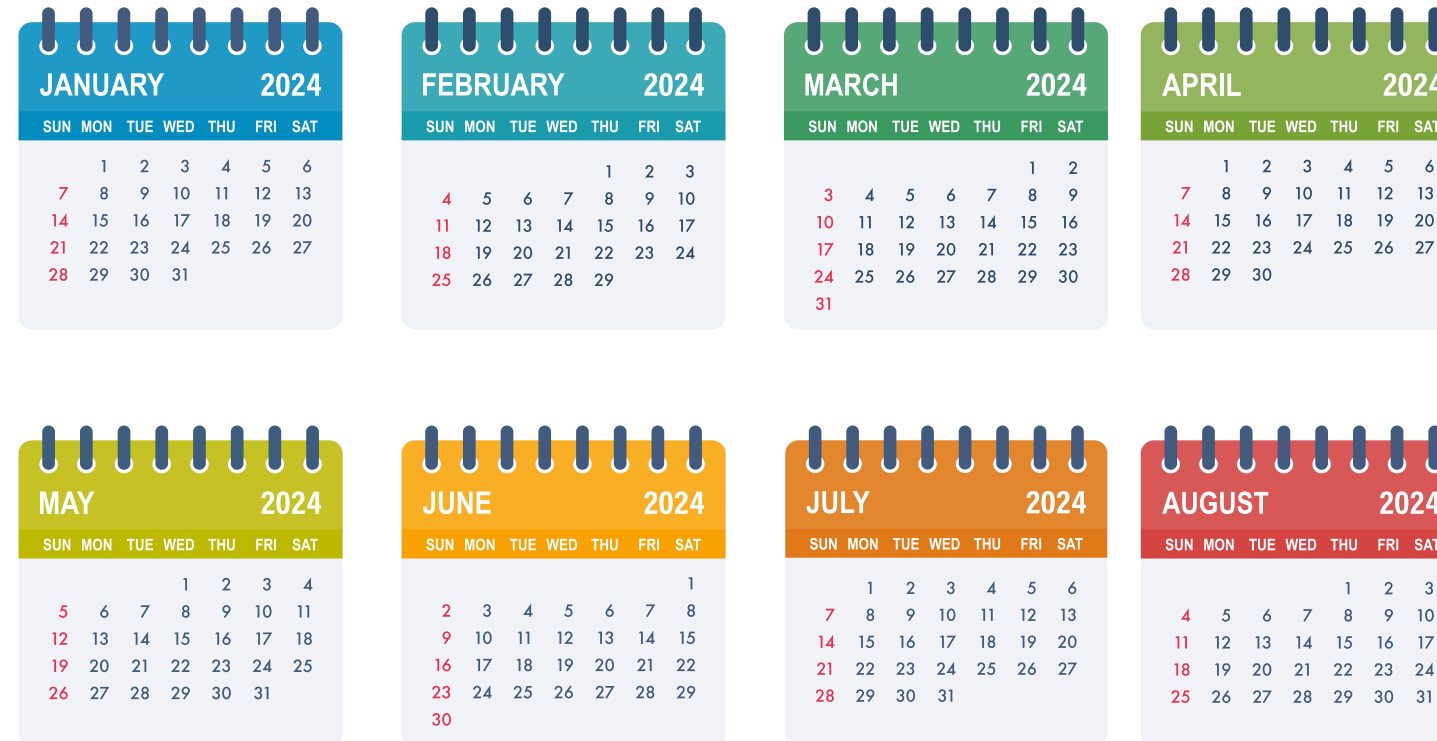 JANUARY 2024
SUN MON TUE WED THU FRI SAT
1 2 3 4 5 6
7 8 9 10 11 12 13
14 15 16 17 18 19 20
21 22 23 24 25 26 27
28 29 30 31
FEBRUARY 2024
SUN MON TUE WED THU FRI SAT
1 2 3
4 5 6 7 8 9 10
11 12 13 14 15 16 17
18 19 20 21 22 23 24
25 26 27 28 29
MARCH 2024
SUN MON TUE WED THU FRI SAT
1 2
3 4 5 6 7 8 9
10 11 12 13 14 15 16
17 18 19 20 21 22 23
24 25 26 27 28 29 30
31
APRIL 2024
SUN MON TUE WED THU FRI SAT
1 2 3 4 5 6
7 8 9 10 11 12 13
14 15 16 17 18 19 20
21 22 23 24 25 26 27
28 29 30
MAY 2024
SUN MON TUE WED THU FRI SAT
1 2 3 4
5 6 7 8 9 10 11
12 13 14 15 16 17 18
19 20 21 22 23 24 25
26 27 28 29 30 31
JUNE 2024
SUN MON TUE WED THU FRI SAT
1
2 3 4 5 6 7 8
9 10 11 12 13 14 15
16 17 18 19 20 21 22
23 24 25 26 27 28 29
30
JULY 2024
SUN MON TUE WED THU FRI SAT
1 2 3 4 5 6
7 8 9 10 11 12 13
14 15 16 17 18 19 20
21 22 23 24 25 26 27
28 29 30 31
AUGUST 2024
SUN MON TUE WED THU FRI SAT
1 2 3
4 5 6 7 8 9 10
11 12 13 14 15 16 17
18 19 20 21 22 23 24
25 26 27 28 29 30 31